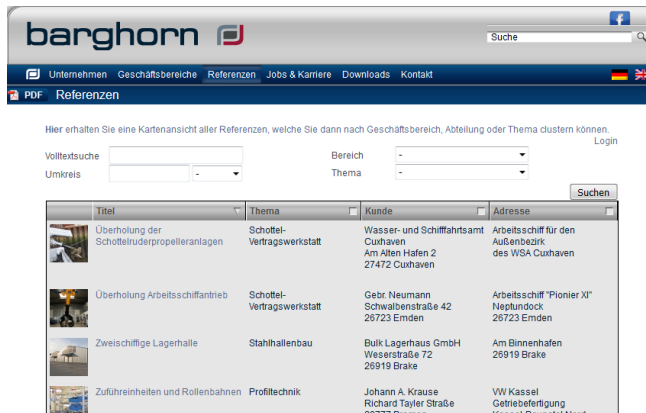 barghorn
Suche
Unternehmen Geschäftsbereiche Referenzen Jobs & Karriere Downloads Kontakt
PDF Referenzen
Hier erhalten Sie eine Kartenansicht aller Referenzen, welche Sie dann nach Geschäftsbereich, Abteilung oder Thema clustern können.
Login
Volltextsuche Bereich -
Umkreis - Thema -
Suchen
Titel Thema Kunde Adresse
Überholung der Schottel- Wasser- und Schifffahrtsamt Arbeitsschiff für den
Schottelruderpropelleranlagen Vertragswerkstatt Cuxhaven Außenbezirk
Am Alten Hafen 2 des WSA Cuxhaven
27472 Cuxhaven
Überholung Arbeitsschiffantrieb Schottel- Gebr. Neumann Arbeitsschiff "Pionier XI"
Vertragswerkstatt Schwalbenstraße 42 Neptundock
26723 Emden 26723 Emden
Zweischiffige Lagerhalle Stahlhallenbau Bulk Lagerhaus GmbH Am Binnenhafen
Weserstraße 72 26919 Brake
26919 Brake
Zuführeinheiten und Rollenbahnen Profiltechnik Johann A. Krause VW Kassel
Richard Tayler Straße Getriebefertigung